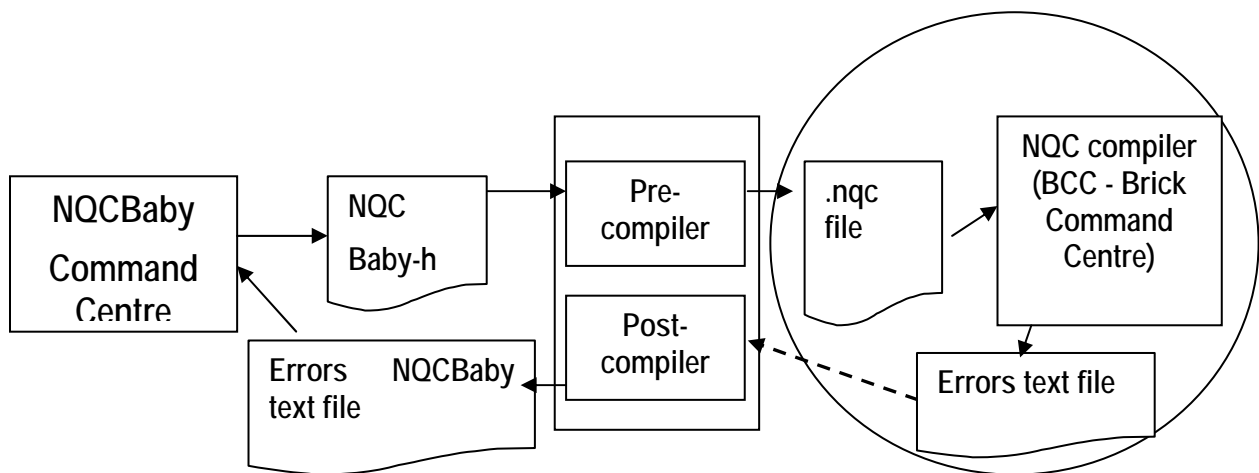 NQCBaby
Command
Centre
NQC
Baby-h
Pre-
compiler
.nqc
file
NQC compiler
(BCC - Brick
Command
Centre)
Errors text file
Post-
compiler
Errors NQCBaby
text file